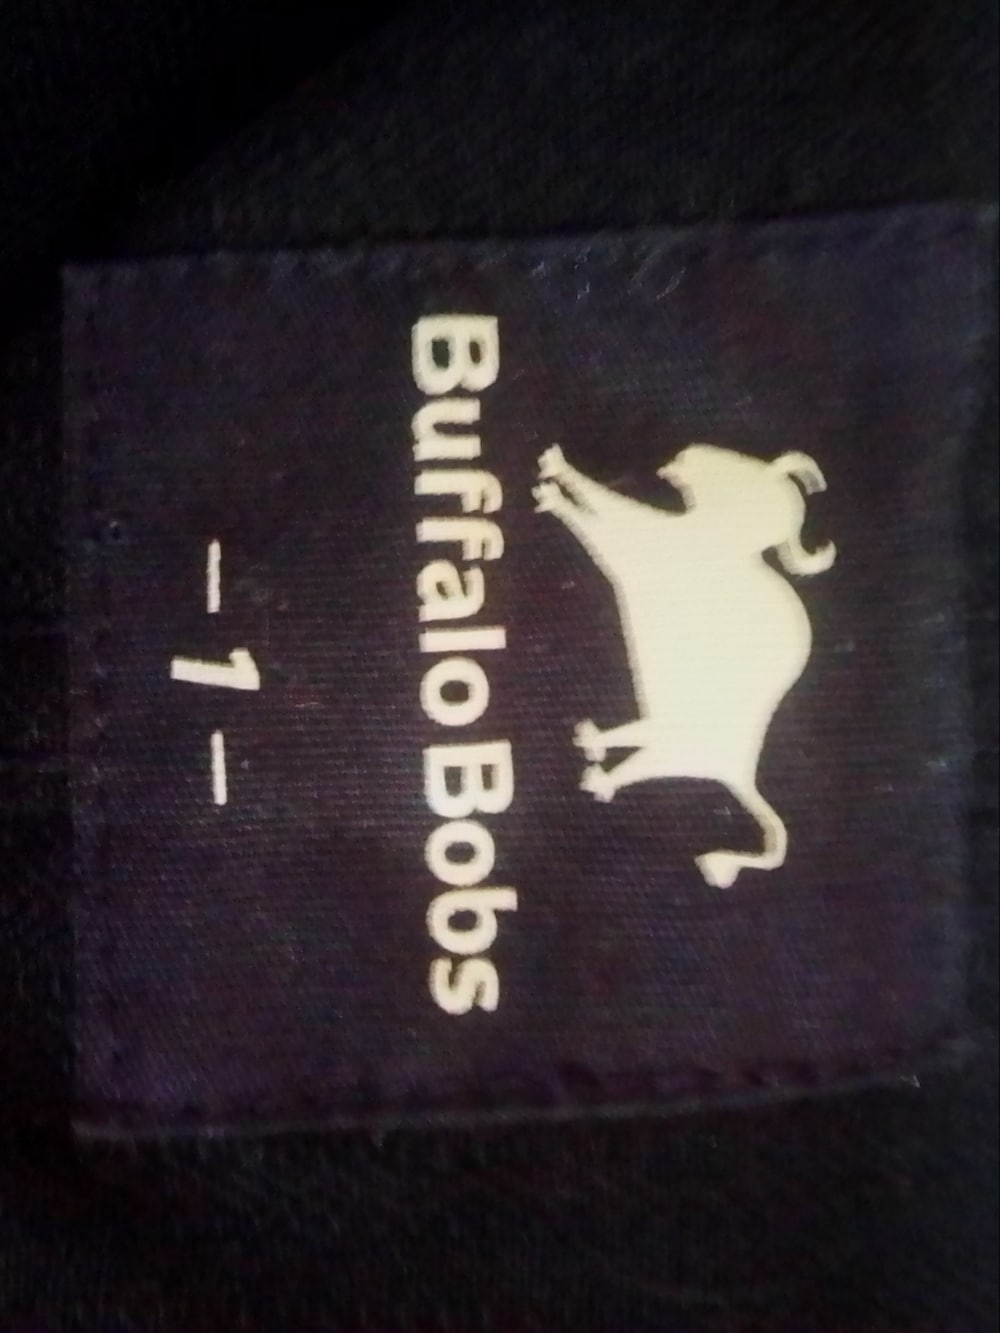 Buffalo Bobs
– 1 –